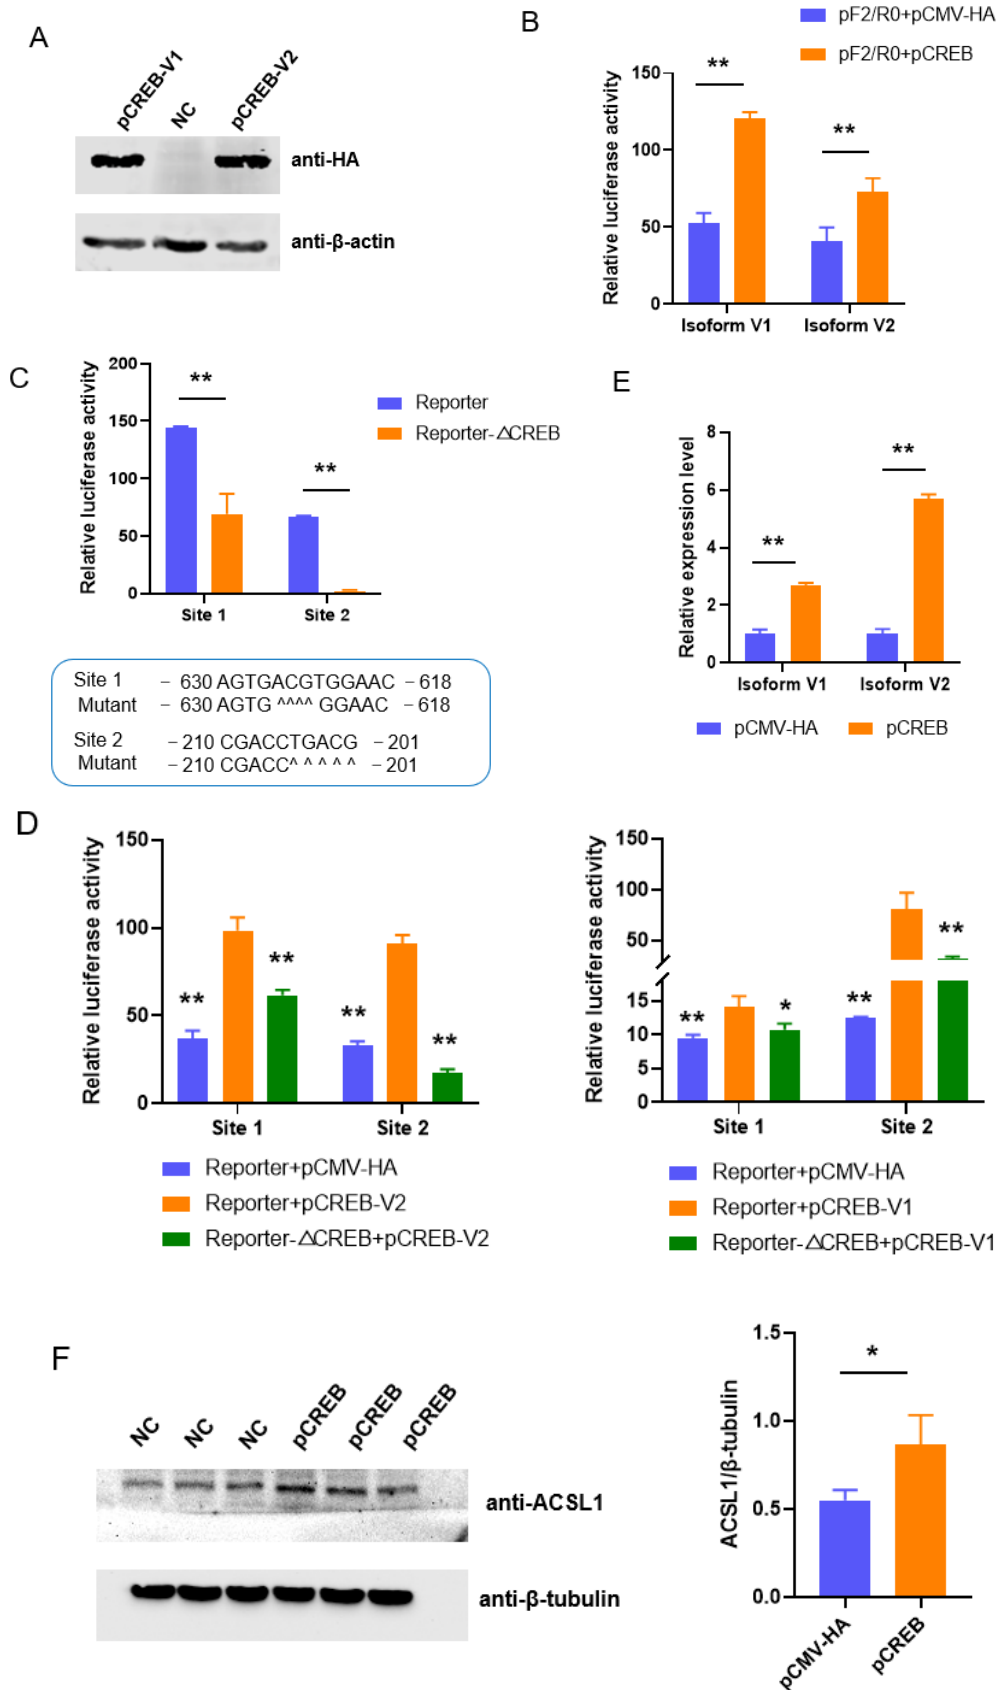 A
pCREB-V1
NC
pCREB-V2
anti-HA
anti-β-actin
B
pF2/R0+pCMV-HA
pF2/R0+pCREB
Relative luciferase activity
150
100
50
0
**
**
Isoform V1
Isoform V2
C
Relative luciferase activity
200
150
100
50
0
**
**
Site 1
Site 2
Reporter
Reporter-△CREB
Site 1 – 630 AGTGACGTGGAAC – 618
Mutant – 630 AGTG ^^^^ GGAAC – 618
Site 2 – 210 CGACCTGACG – 201
Mutant – 210 CGACC^ ^ ^ ^ ^ – 201
E
Relative expression level
8
6
4
2
0
**
**
Isoform V1
Isoform V2
pCMV-HA
pCREB
D
Relative luciferase activity
150
100
50
0
**
**
**
**
Site 1
Site 2
Reporter+pCMV-HA
Reporter+pCREB-V2
Reporter-△CREB+pCREB-V2
Relative luciferase activity
150
100
50
15
10
5
0
**
*
**
**
Site 1
Site 2
Reporter+pCMV-HA
Reporter+pCREB-V1
Reporter-△CREB+pCREB-V1
F
NC
NC
NC
pCREB
pCREB
pCREB
anti-ACSL1
anti-β-tubulin
ACSL1/β-tubulin
1.5
1.0
0.5
0.0
*
pCMV-HA
pCREB